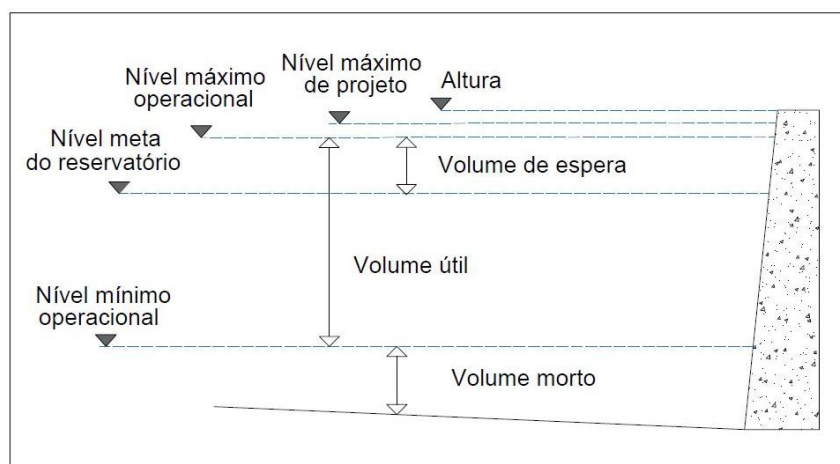 Nível máximo
de projeto
Altura
Nível máximo
operacional
Nível meta
do reservatório
Volume de espera
Volume útil
Nível mínimo
operacional
Volume morto